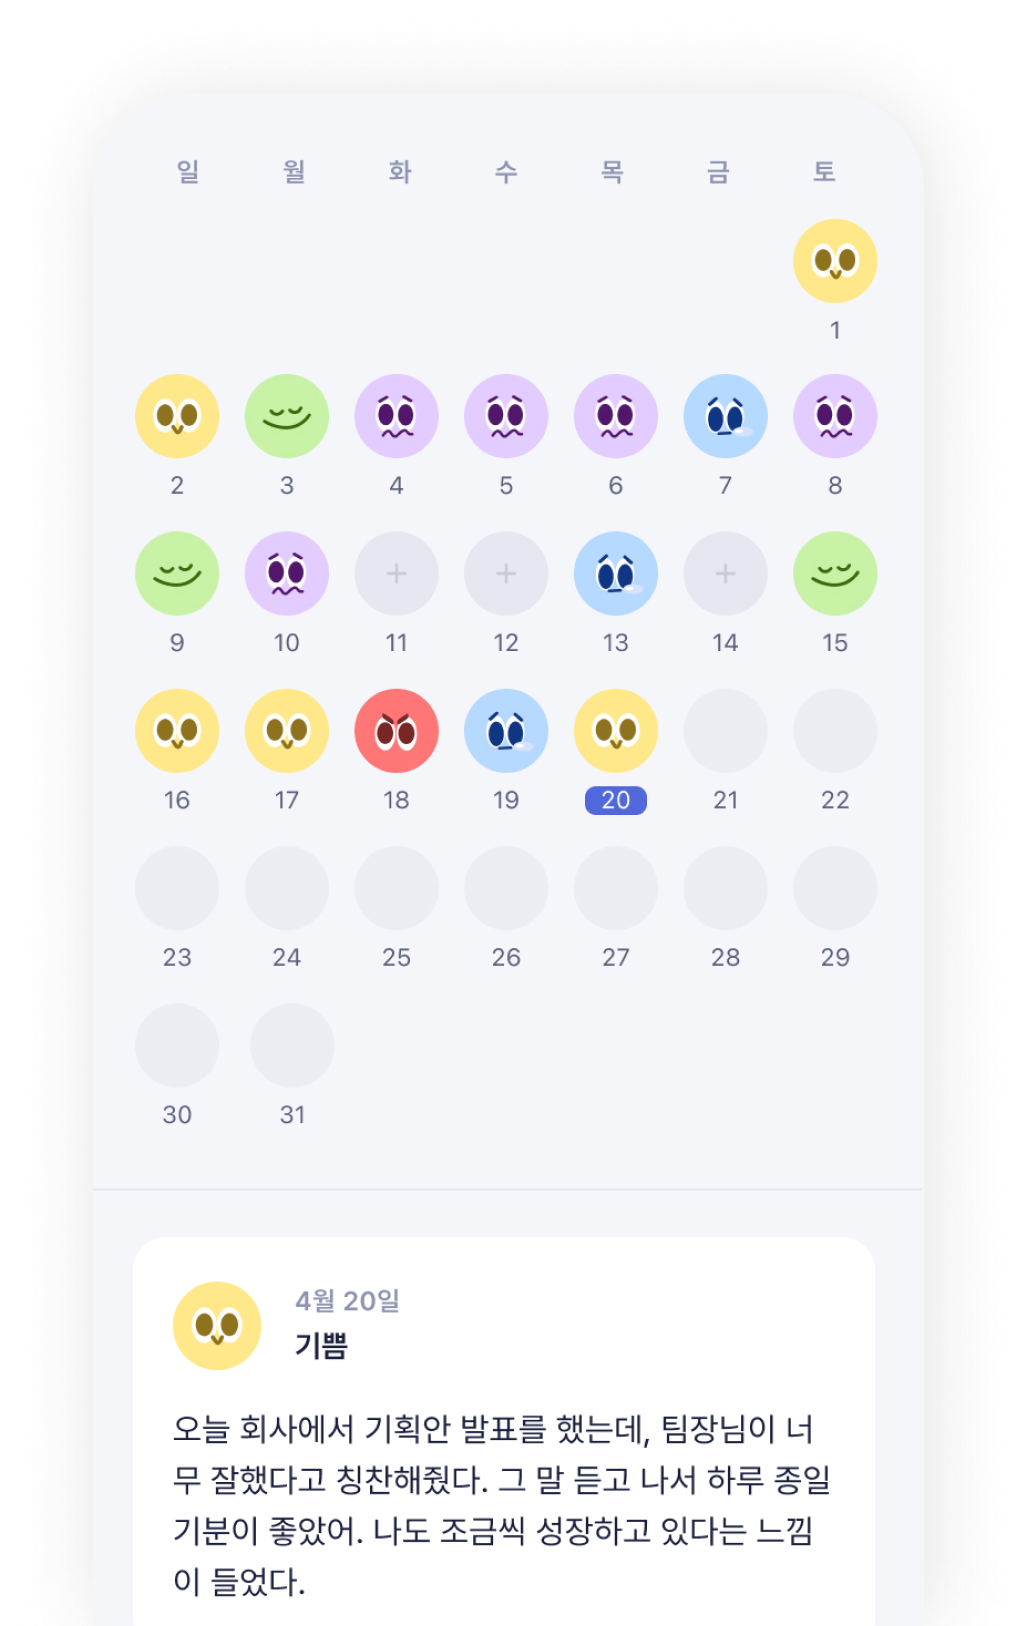 일 월 화 수 목 금 토
1
2 3 4 5 6 7 8
9 10 11 12 13 14 15
16 17 18 19 20 21 22
23 24 25 26 27 28 29
30 31
4월 20일
기쁨
오늘 회사에서 기획안 발표를 했는데, 팀장님이 너
무 잘했다고 칭찬해줬다. 그 말 듣고 나서 하루 종일
기분이 좋았어. 나도 조금씩 성장하고 있다는 느낌
이 들었다.